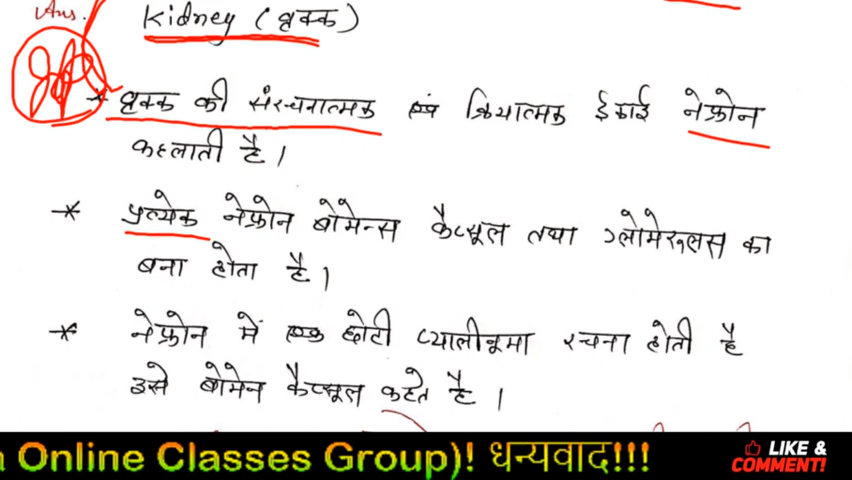 Ans.
Kidney (वृक्क)
* वृक्क की संरचनात्मक एवं क्रियात्मक ईकाई नेफ्रोन
कहलाती है।
* प्रत्येक नेफ्रोन बोमेन्स कैप्सूल तथा ग्लोमेरूलस का
बना होता है।
* नेफ्रोन में एक छोटी प्यालीनूमा रचना होती है
उसे बोमेन कैप्सूल कहते है।
Online Classes Group)! धन्यवाद!!!
LIKE &
COMMENT!